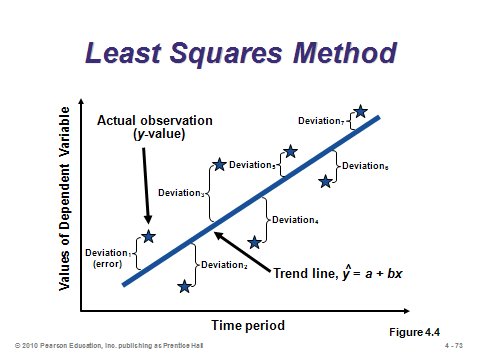 Least Squares Method
Values of Dependent Variable
Actual observation
(y-value)
Deviation₇
Deviation₅
Deviation₆
Deviation₃
Deviation₄
Deviation₁
(error)
Deviation₂
Trend line, ŷ = a + bx
Time period
Figure 4.4
© 2010 Pearson Education, Inc. publishing as Prentice Hall
4 - 73